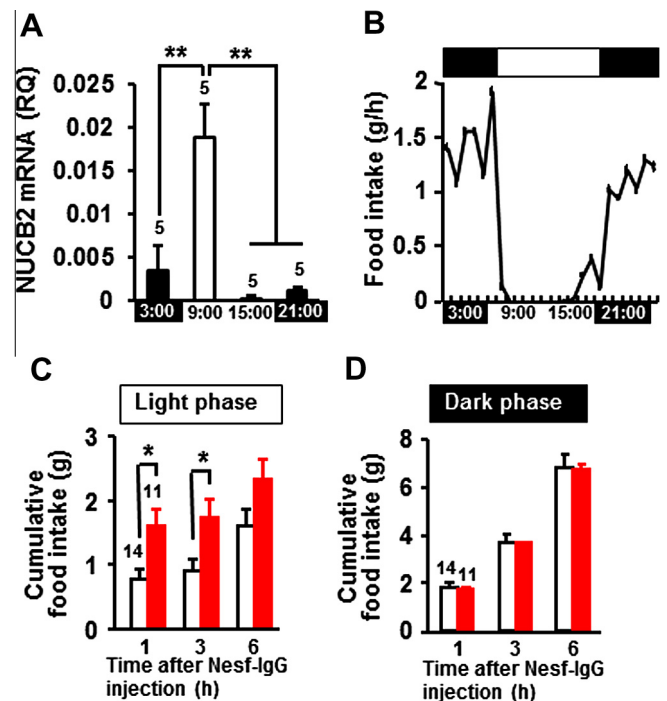 A
NUCB2 mRNA (RQ)
0.025
0.02
0.015
0.01
0.005
0
** **
5
5
5
5
3:00 9:00 15:00 21:00
B
Food intake (g/h)
2
1.5
1
0.5
0
3:00 9:00 15:00 21:00
C
Light phase
Cumulative
food intake (g)
3
2
1
0
* *
14 11
1 3 6
Time after Nesf-IgG
injection (h)
D
Dark phase
Cumulative
food intake (g)
8
6
4
2
0
14 11
1 3 6
Time after Nesf-IgG
injection (h)